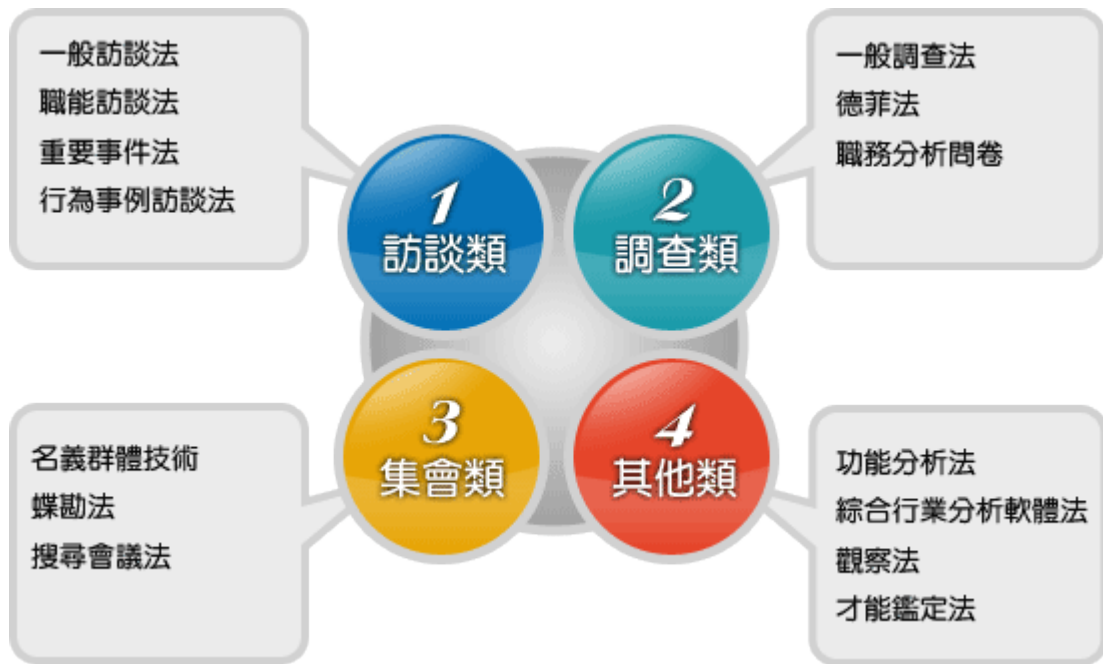 一般訪談法
職能訪談法
重要事件法
行為事例訪談法
1
訪談類
2
調查類
一般調查法
德菲法
職務分析問卷
名義群體技術
蝶勘法
搜尋會議法
3
集會類
4
其他類
功能分析法
綜合行業分析軟體法
觀察法
才能鑑定法